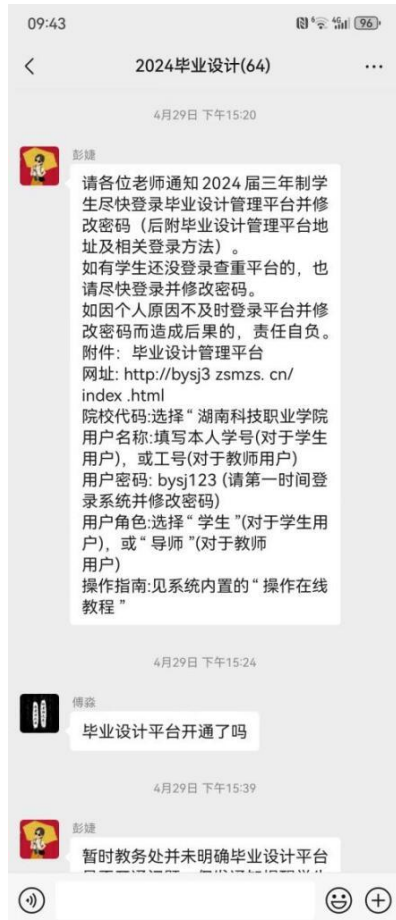 09:43
96
2024毕业设计(64)
4月29日 下午15:20
彭婕
请各位老师通知 2024 届三年制学
生尽快登录毕业设计管理平台并修
改密码（后附毕业设计管理平台地
址及相关登录方法）。
如有学生还没登录查重平台的，也
请尽快登录并修改密码。
如因个人原因不及时登录平台并修
改密码而造成后果的，责任自负。
附件：毕业设计管理平台
网址: http://bysj3 zsmzs. cn/
index .html
院校代码:选择“ 湖南科技职业学院
用户名称:填写本人学号(对于学生
用户)，或工号(对于教师用户)
用户密码: bysj123 (请第一时间登
录系统并修改密码)
用户角色:选择“ 学生 ”(对于学生用
户)，或“ 导师 ”(对于教师
用户)
操作指南:见系统内置的“ 操作在线
教程 ”
4月29日 下午15:24
傅淼
毕业设计平台开通了吗
4月29日 下午15:39
彭婕
暂时教务处并未明确毕业设计平台